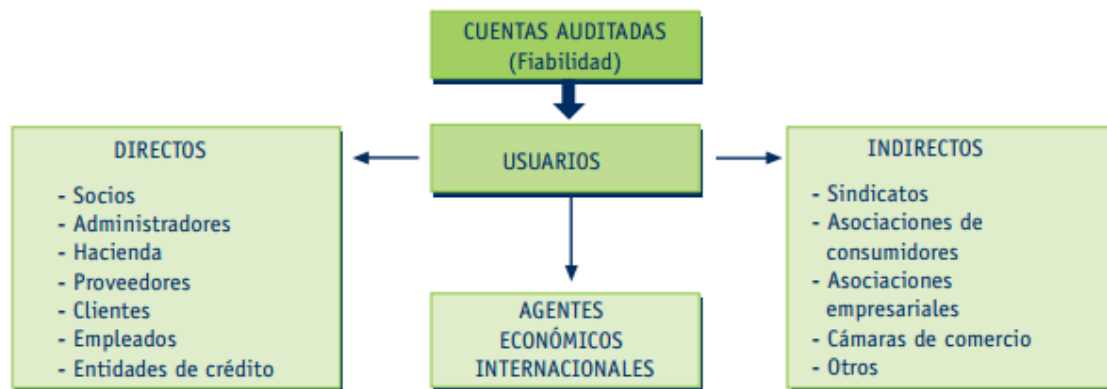 CUENTAS AUDITADAS
(Fiabilidad)
USUARIOS
DIRECTOS
- Socios
- Administradores
- Hacienda
- Proveedores
- Clientes
- Empleados
- Entidades de crédito
AGENTES
ECONÓMICOS
INTERNACIONALES
INDIRECTOS
- Sindicatos
- Asociaciones de
consumidores
- Asociaciones
empresariales
- Cámaras de comercio
- Otros